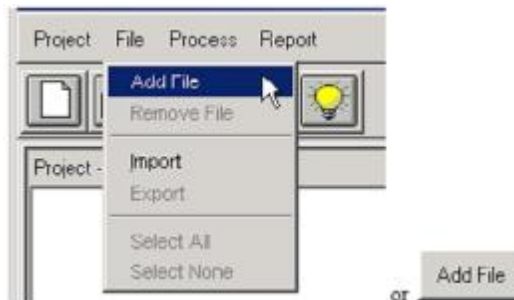 Project File Process Report
Add File
Remove File
Import
Project -
Export
Select All
Select None
or Add File